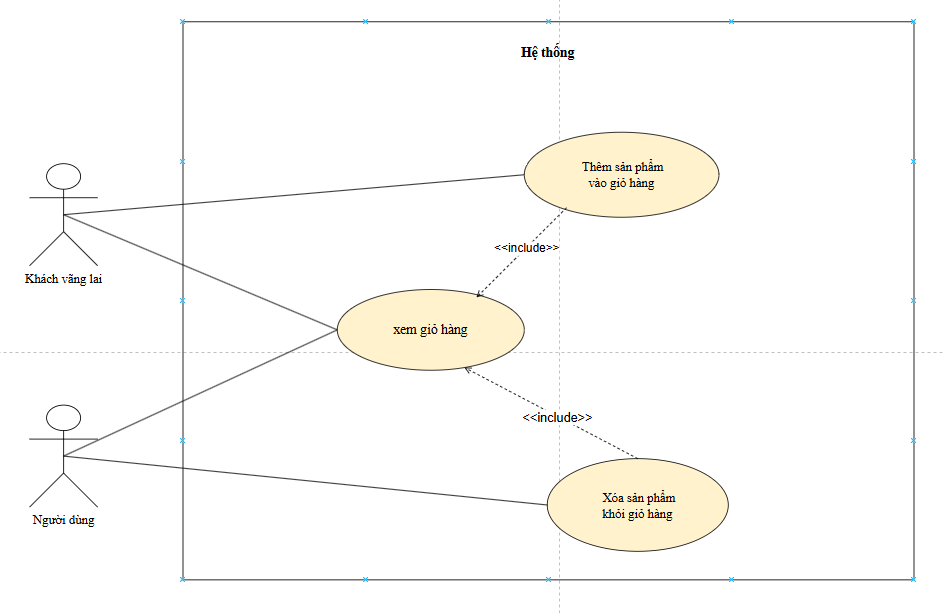 Hệ thống
Thêm sản phẩm
vào giỏ hàng
<<include>>
Khách vãng lai
xem giỏ hàng
<<include>>
Xóa sản phẩm
khỏi giỏ hàng
Người dùng